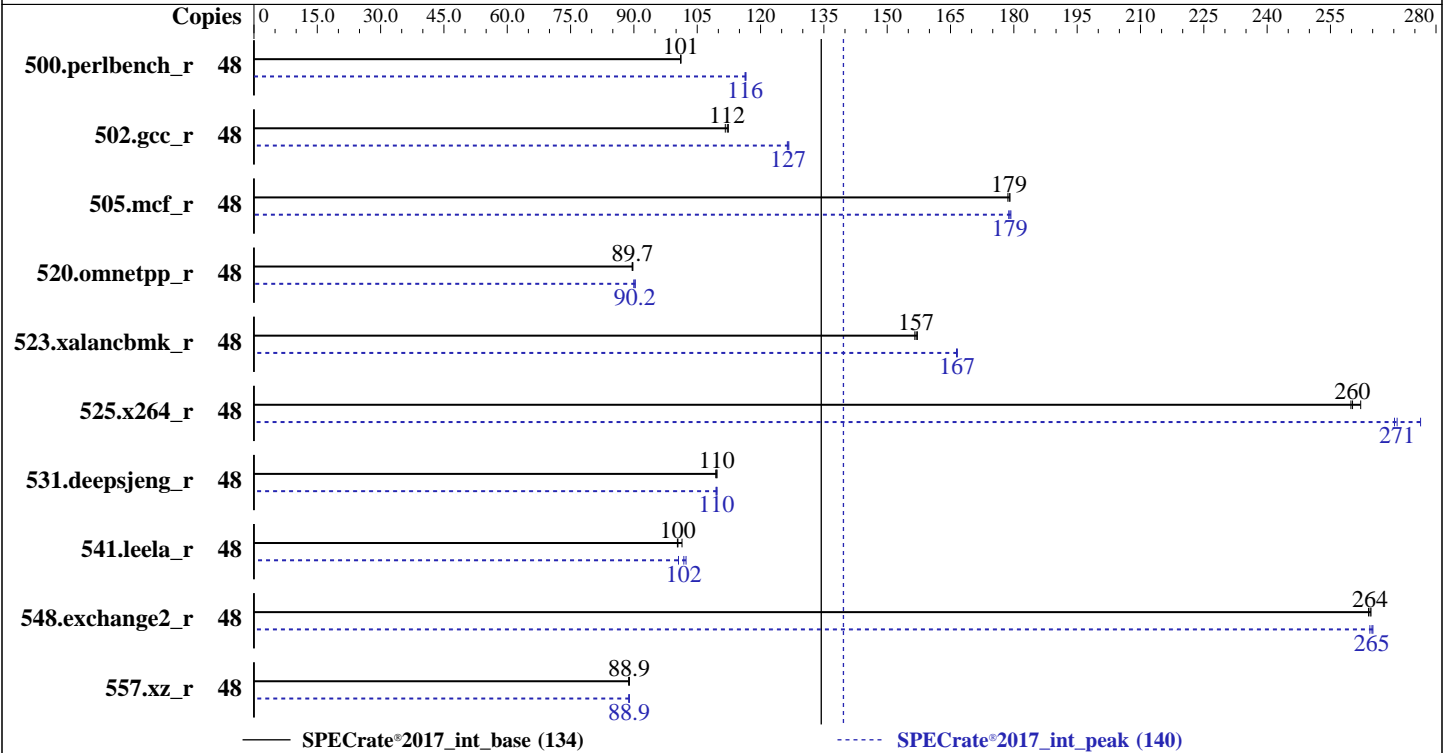 Copies 0 15.0 30.0 45.0 60.0 75.0 90.0 105 120 135 150 165 180 195 210 225 240 255 280
101
500.perlbench_r 48
116
112
502.gcc_r 48
127
179
505.mcf_r 48
179
89.7
520.omnetpp_r 48
90.2
157
523.xalancbmk_r 48
167
260
525.x264_r 48
271
110
531.deepsjeng_r 48
110
100
541.leela_r 48
102
264
548.exchange2_r 48
265
88.9
557.xz_r 48
88.9
SPECrate®2017_int_base (134) SPECrate®2017_int_peak (140)